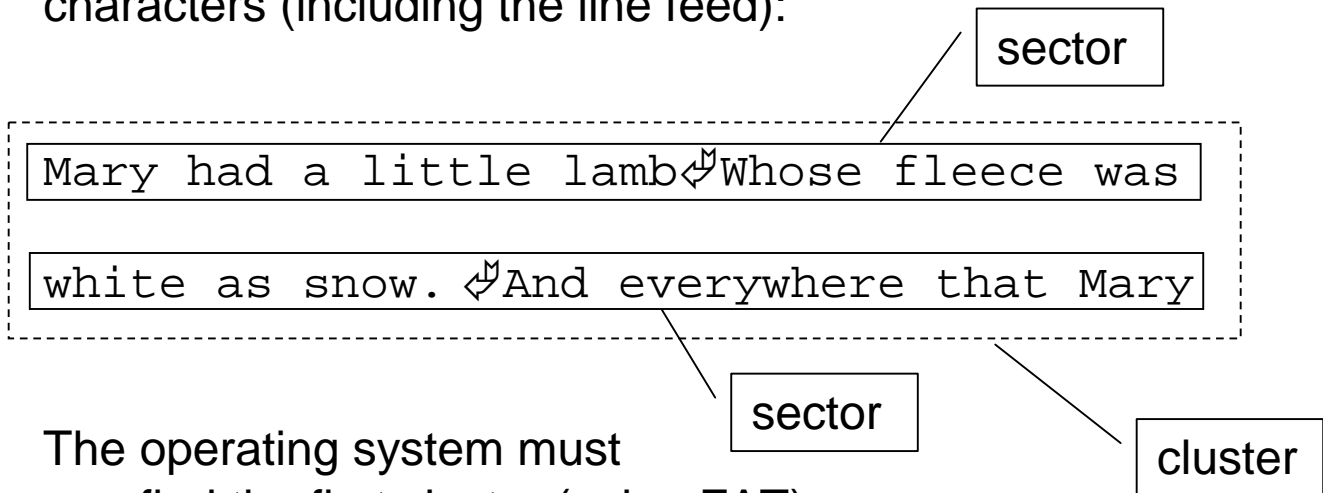 characters (including the line feed):
sector
Mary had a little lamb↵Whose fleece was
white as snow. ↵And everywhere that Mary
sector
The operating system must
cluster
find the first cluster (using FAT)